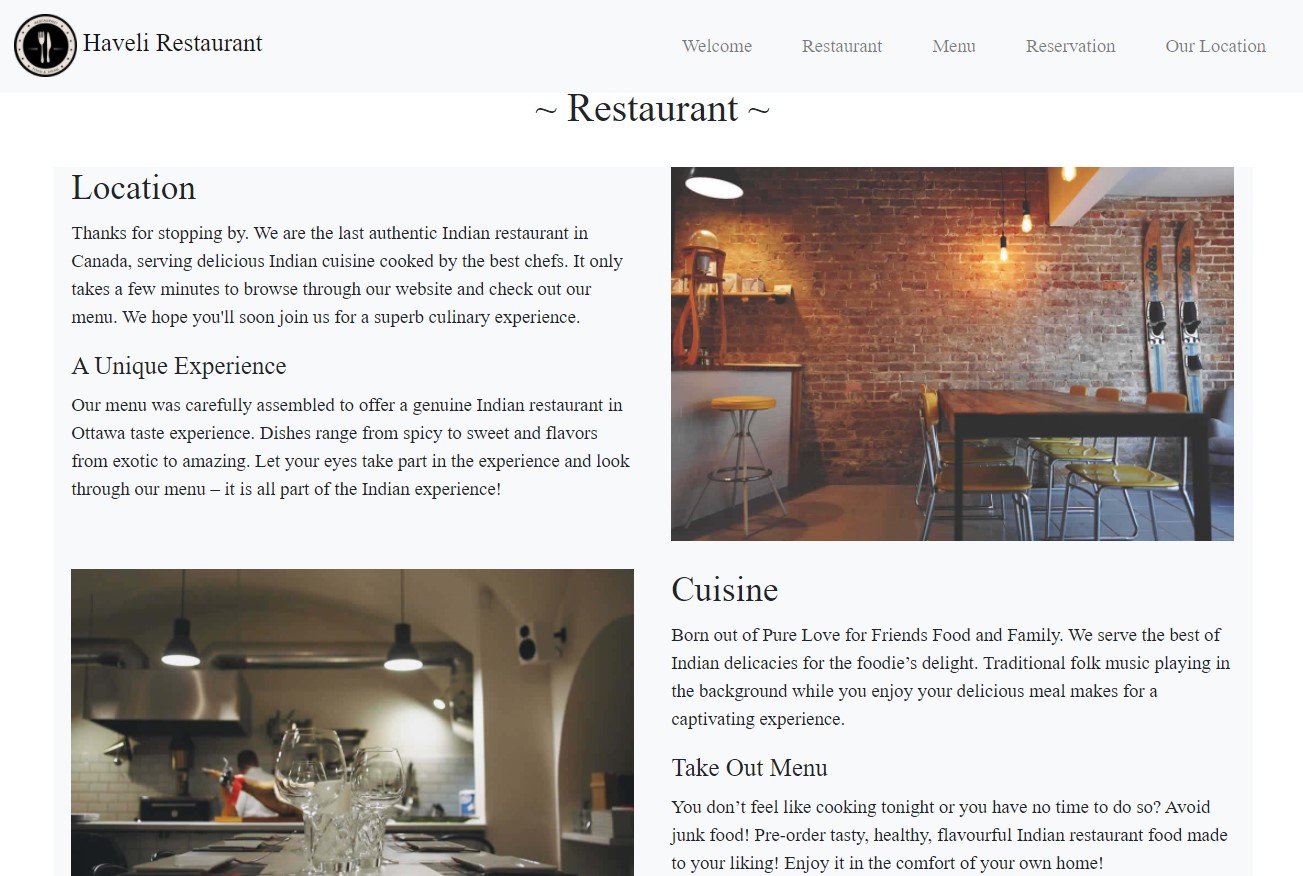 Haveli Restaurant
Welcome Restaurant Menu Reservation Our Location
~ Restaurant ~
Location
Thanks for stopping by. We are the last authentic Indian restaurant in
Canada, serving delicious Indian cuisine cooked by the best chefs. It only
takes a few minutes to browse through our website and check out our
menu. We hope you'll soon join us for a superb culinary experience.
A Unique Experience
Our menu was carefully assembled to offer a genuine Indian restaurant in
Ottawa taste experience. Dishes range from spicy to sweet and flavors
from exotic to amazing. Let your eyes take part in the experience and look
through our menu – it is all part of the Indian experience!
Cuisine
Born out of Pure Love for Friends Food and Family. We serve the best of
Indian delicacies for the foodie’s delight. Traditional folk music playing in
the background while you enjoy your delicious meal makes for a
captivating experience.
Take Out Menu
You don’t feel like cooking tonight or you have no time to do so? Avoid
junk food! Pre-order tasty, healthy, flavourful Indian restaurant food made
to your liking! Enjoy it in the comfort of your own home!